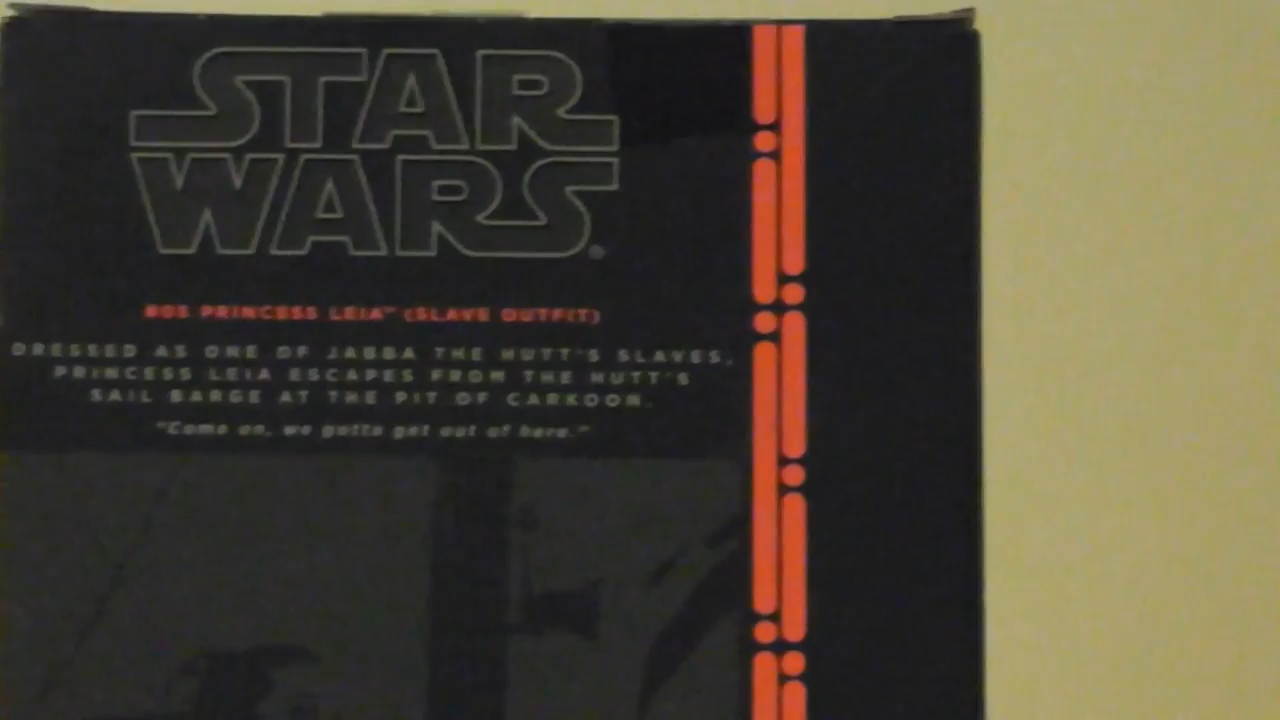 STAR
WARS
#05 PRINCESS LEIA™ (SLAVE OUTFIT)
DRESSED AS ONE OF JABBA THE HUTT'S SLAVES,
PRINCESS LEIA ESCAPES FROM THE HUTT'S
SAIL BARGE AT THE PIT OF CARKOON.
"Come on, we gotta get out of here."